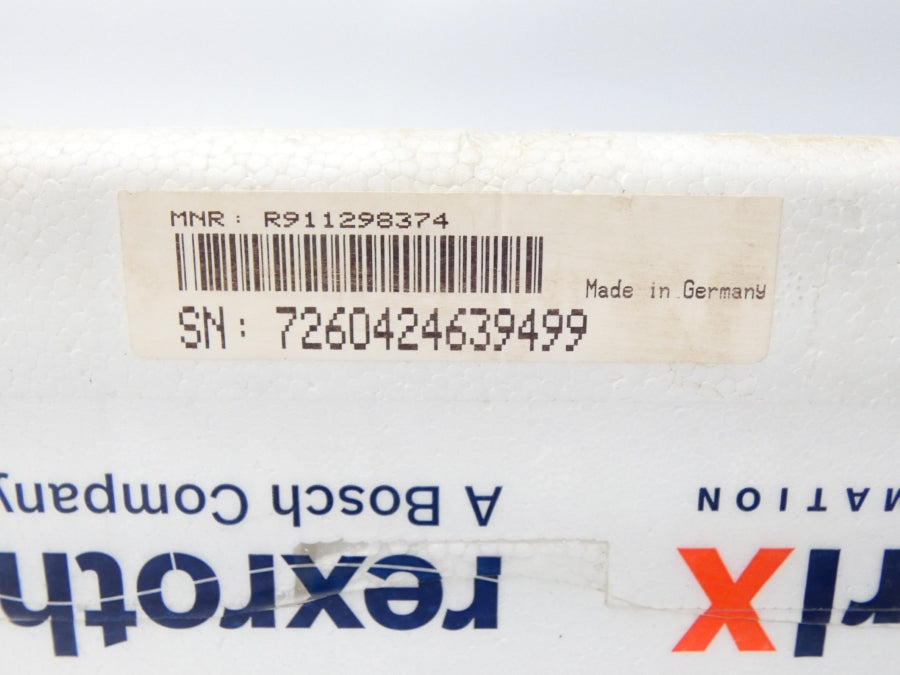 MNR: R911298374
SN: 7260424639499
Made in Germany
rexroth
A Bosch Company
rix
MATION